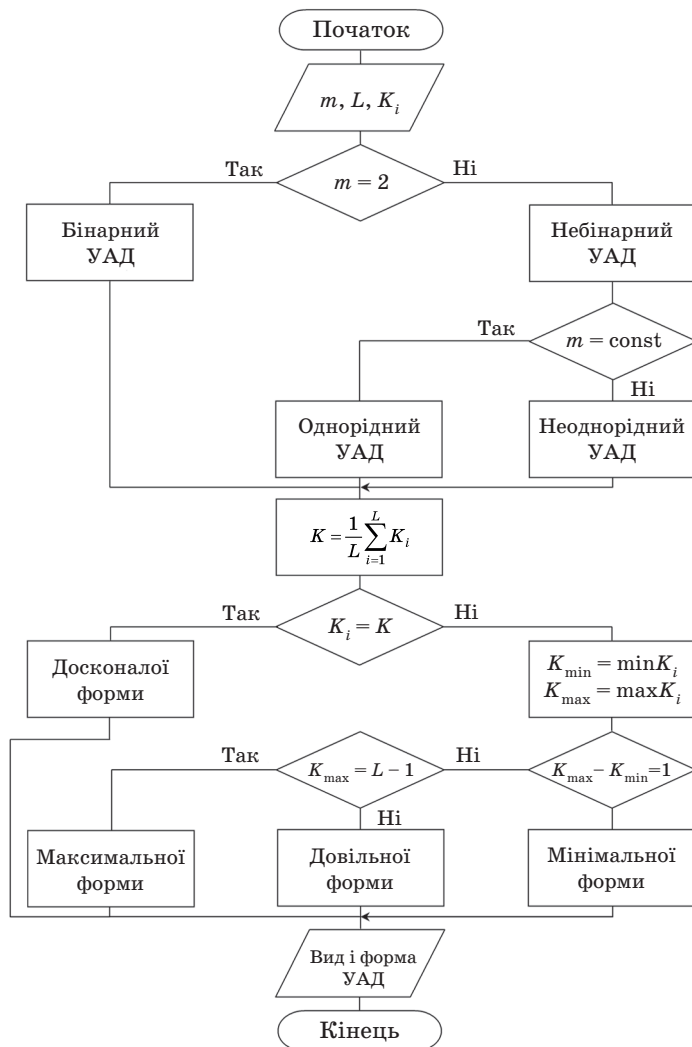 Початок
m, L, K_i
Так
Ні
m = 2
Бінарний
УАД
Небінарний
УАД
Так
m = const
Ні
Однорідний
УАД
Неоднорідний
УАД
K = \frac{1}{L} \sum_{i=1}^{L} K_i
Так
Ні
K_i = K
Досконалої
форми
K_min = minK_i
K_max = maxK_i
Так
Ні
K_max = L − 1
K_max − K_min =1
Ні
Максимальної
форми
Довільної
форми
Мінімальної
форми
Вид і форма
УАД
Кінець